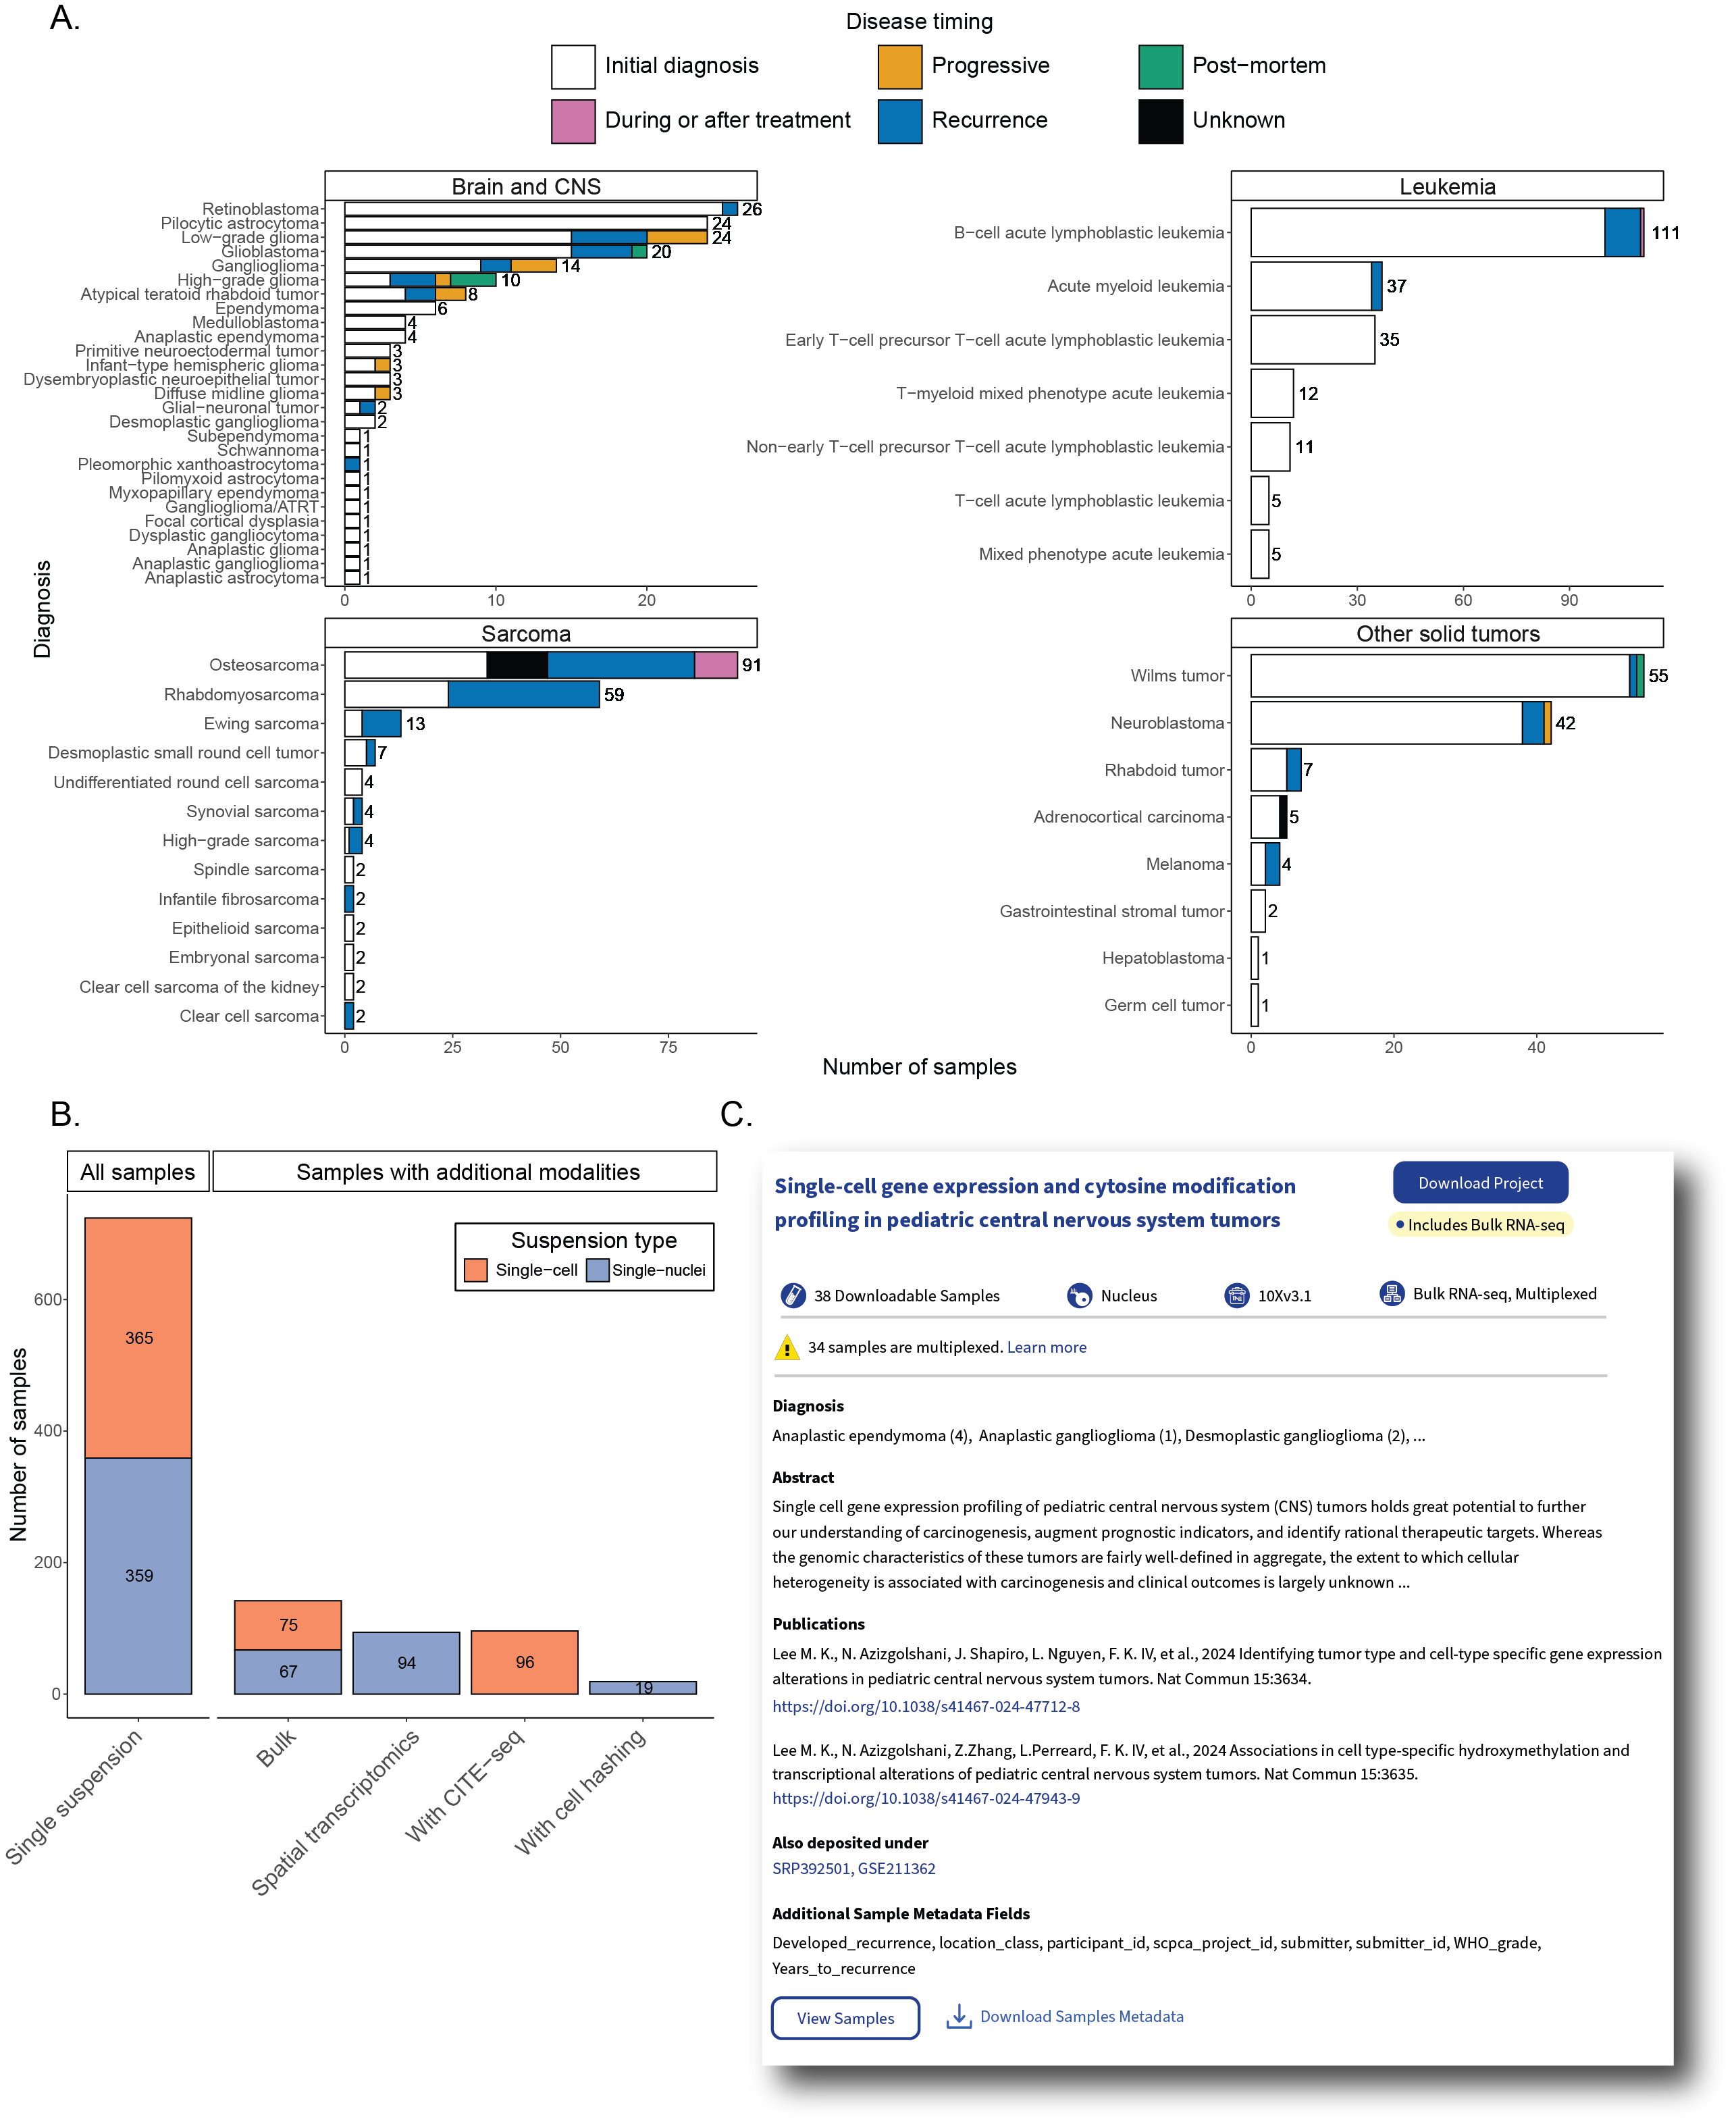 A.
Disease timing
Initial diagnosis
Progressive
Post−mortem
During or after treatment
Recurrence
Unknown
Diagnosis
Brain and CNS
Retinoblastoma 26
Pilocytic astrocytoma 24
Low−grade glioma 24
Glioblastoma 20
Ganglioglioma 14
High−grade glioma 10
Atypical teratoid rhabdoid tumor 8
Ependymoma 6
Medulloblastoma 4
Anaplastic ependymoma 4
Primitive neuroectodermal tumor 3
Infant−type hemispheric glioma 3
Dysembryoplastic neuroepithelial tumor 3
Diffuse midline glioma 3
Glial−neuronal tumor 2
Desmoplastic ganglioglioma 2
Subependymoma 1
Schwannoma 1
Pleomorphic xanthoastrocytoma 1
Pilomyxoid astrocytoma 1
Myxopapillary ependymoma 1
Ganglioglioma/ATRT 1
Focal cortical dysplasia 1
Dysplastic gangliocytoma 1
Anaplastic glioma 1
Anaplastic ganglioglioma 1
Anaplastic astrocytoma 1
0 10 20
Leukemia
B−cell acute lymphoblastic leukemia 111
Acute myeloid leukemia 37
Early T−cell precursor T−cell acute lymphoblastic leukemia 35
T−myeloid mixed phenotype acute leukemia 12
Non−early T−cell precursor T−cell acute lymphoblastic leukemia 11
T−cell acute lymphoblastic leukemia 5
Mixed phenotype acute leukemia 5
0 30 60 90
Sarcoma
Osteosarcoma 91
Rhabdomyosarcoma 59
Ewing sarcoma 13
Desmoplastic small round cell tumor 7
Undifferentiated round cell sarcoma 4
Synovial sarcoma 4
High−grade sarcoma 4
Spindle sarcoma 2
Infantile fibrosarcoma 2
Epithelioid sarcoma 2
Embryonal sarcoma 2
Clear cell sarcoma of the kidney 2
Clear cell sarcoma 2
0 25 50 75
Other solid tumors
Wilms tumor 55
Neuroblastoma 42
Rhabdoid tumor 7
Adrenocortical carcinoma 5
Melanoma 4
Gastrointestinal stromal tumor 2
Hepatoblastoma 1
Germ cell tumor 1
0 20 40
Number of samples
B.
All samples
Samples with additional modalities
Suspension type
Single−cell Single−nuclei
Number of samples
600
400
200
0
365
359
75
67
94
96
19
Single suspension
Bulk
Spatial transcriptomics
With CITE−seq
With cell hashing
C.
Single-cell gene expression and cytosine modification
profiling in pediatric central nervous system tumors
Download Project
Includes Bulk RNA-seq
38 Downloadable Samples
Nucleus
10Xv3.1
Bulk RNA-seq, Multiplexed
34 samples are multiplexed. Learn more
Diagnosis
Anaplastic ependymoma (4), Anaplastic ganglioglioma (1), Desmoplastic ganglioglioma (2), ...
Abstract
Single cell gene expression profiling of pediatric central nervous system (CNS) tumors holds great potential to further
our understanding of carcinogenesis, augment prognostic indicators, and identify rational therapeutic targets. Whereas
the genomic characteristics of these tumors are fairly well-defined in aggregate, the extent to which cellular
heterogeneity is associated with carcinogenesis and clinical outcomes is largely unknown ...
Publications
Lee M. K., N. Azizgolshani, J. Shapiro, L. Nguyen, F. K. IV, et al., 2024 Identifying tumor type and cell-type specific gene expression
alterations in pediatric central nervous system tumors. Nat Commun 15:3634.
https://doi.org/10.1038/s41467-024-47712-8
Lee M. K., N. Azizgolshani, Z.Zhang, L.Perreard, F. K. IV, et al., 2024 Associations in cell type-specific hydroxymethylation and
transcriptional alterations of pediatric central nervous system tumors. Nat Commun 15:3635.
https://doi.org/10.1038/s41467-024-47943-9
Also deposited under
SRP392501, GSE211362
Additional Sample Metadata Fields
Developed_recurrence, location_class, participant_id, scpca_project_id, submitter, submitter_id, WHO_grade,
Years_to_recurrence
View Samples
Download Samples Metadata